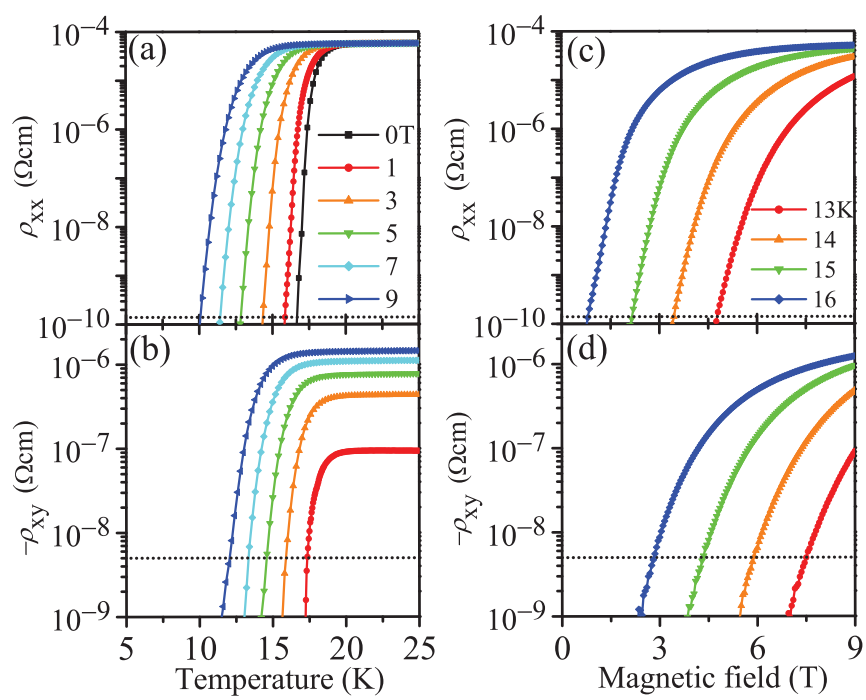 (a)
10⁻⁴
10⁻⁶
10⁻⁸
10⁻¹⁰
ρxx (Ωcm)
0T
1
3
5
7
9
(b)
10⁻⁶
10⁻⁷
10⁻⁸
10⁻⁹
−ρxy (Ωcm)
5 10 15 20 25
Temperature (K)
(c)
10⁻⁴
10⁻⁶
10⁻⁸
10⁻¹⁰
ρxx (Ωcm)
13K
14
15
16
(d)
10⁻⁶
10⁻⁷
10⁻⁸
10⁻⁹
−ρxy (Ωcm)
0 3 6 9
Magnetic field (T)